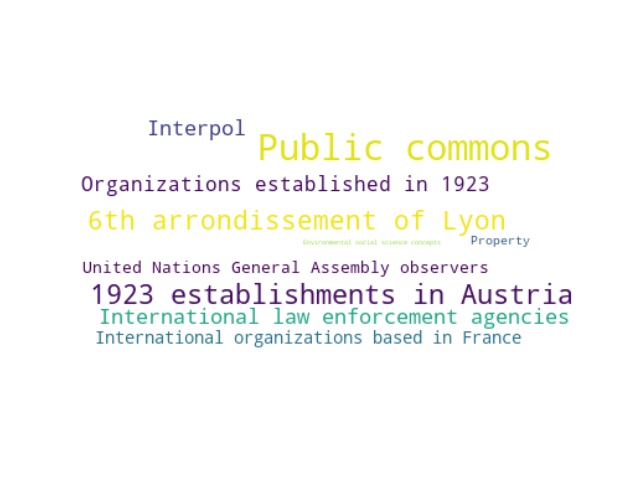 Interpol
Public commons
Organizations established in 1923
6th arrondissement of Lyon
Environmental social science concepts
Property
United Nations General Assembly observers
1923 establishments in Austria
International law enforcement agencies
International organizations based in France